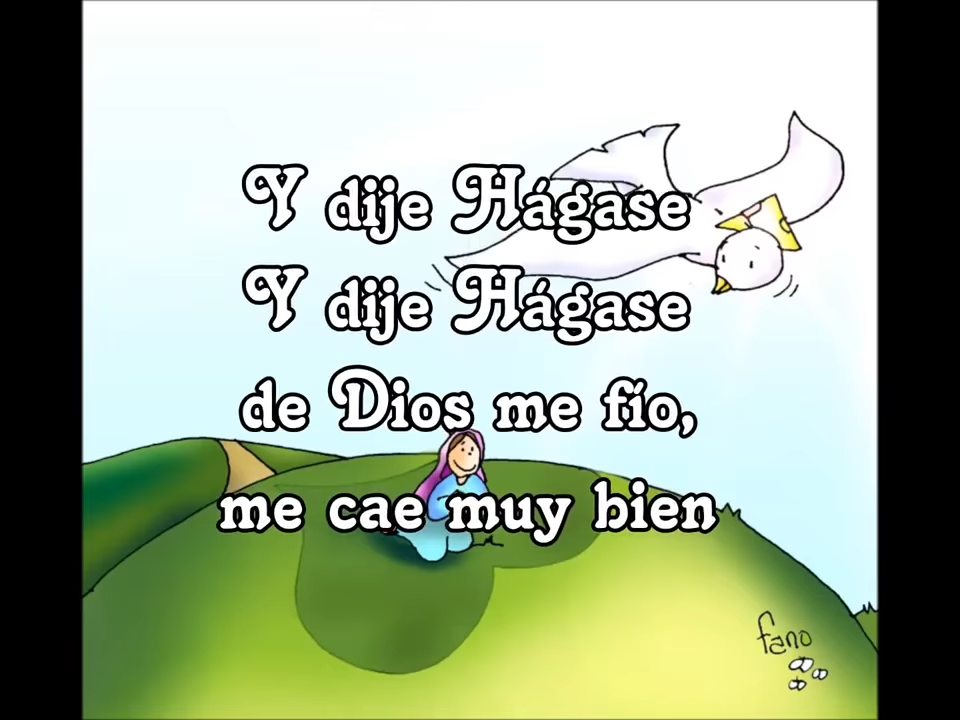 Y dije Hágase
Y dije Hágase
de Dios me fío,
me cae muy bien
fano